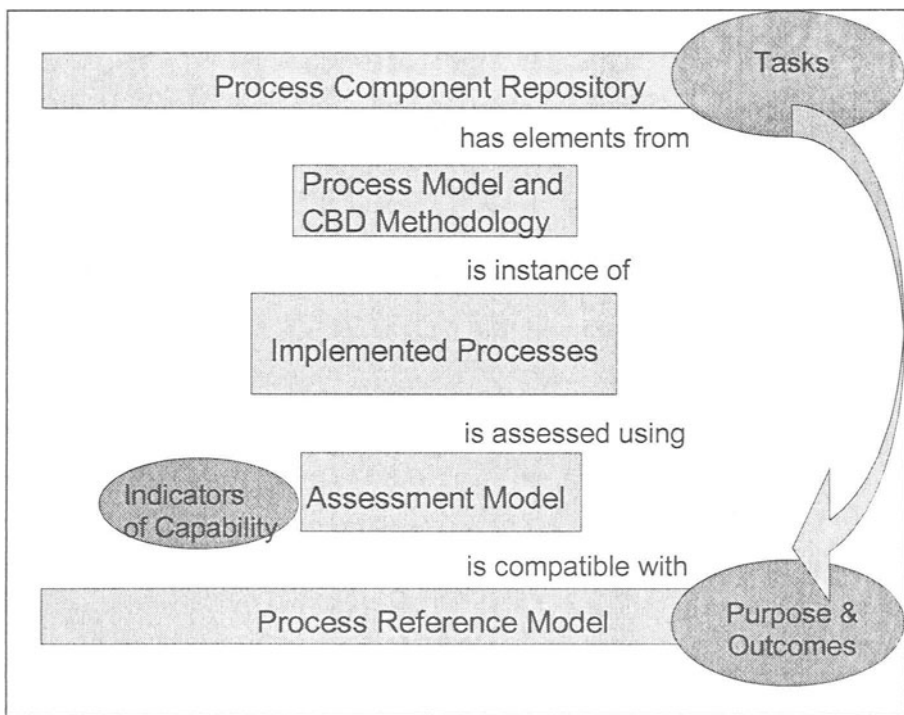 Tasks
Process Component Repository
has elements from
Process Model and
CBD Methodology
is instance of
Implemented Processes
is assessed using
Indicators
of Capability
Assessment Model
is compatible with
Process Reference Model
Purpose &
Outcomes